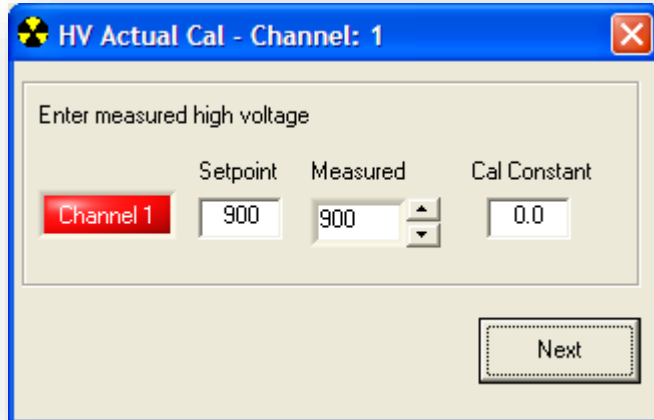 HV Actual Cal - Channel: 1
Enter measured high voltage
Setpoint Measured Cal Constant
Channel 1 900 900 0.0
Next